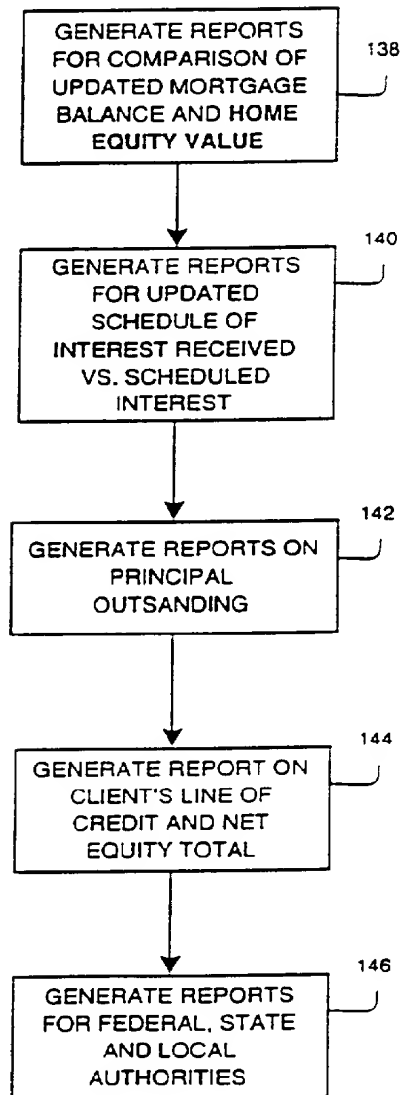 GENERATE REPORTS
FOR COMPARISON OF
UPDATED MORTGAGE
BALANCE AND HOME
EQUITY VALUE
138
GENERATE REPORTS
FOR UPDATED
SCHEDULE OF
INTEREST RECEIVED
VS. SCHEDULED
INTEREST
140
GENERATE REPORTS ON
PRINCIPAL
OUTSANDING
142
GENERATE REPORT ON
CLIENT'S LINE OF
CREDIT AND NET
EQUITY TOTAL
144
GENERATE REPORTS
FOR FEDERAL, STATE
AND LOCAL
AUTHORITIES
146